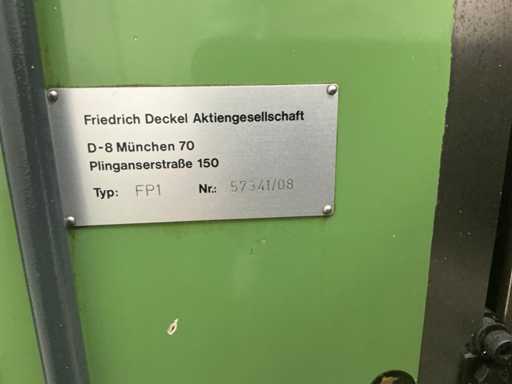 Friedrich Deckel Aktiengesellschaft
D-8 München 70
Plinganserstraße 150
Typ: FP1 Nr.: 57341/08